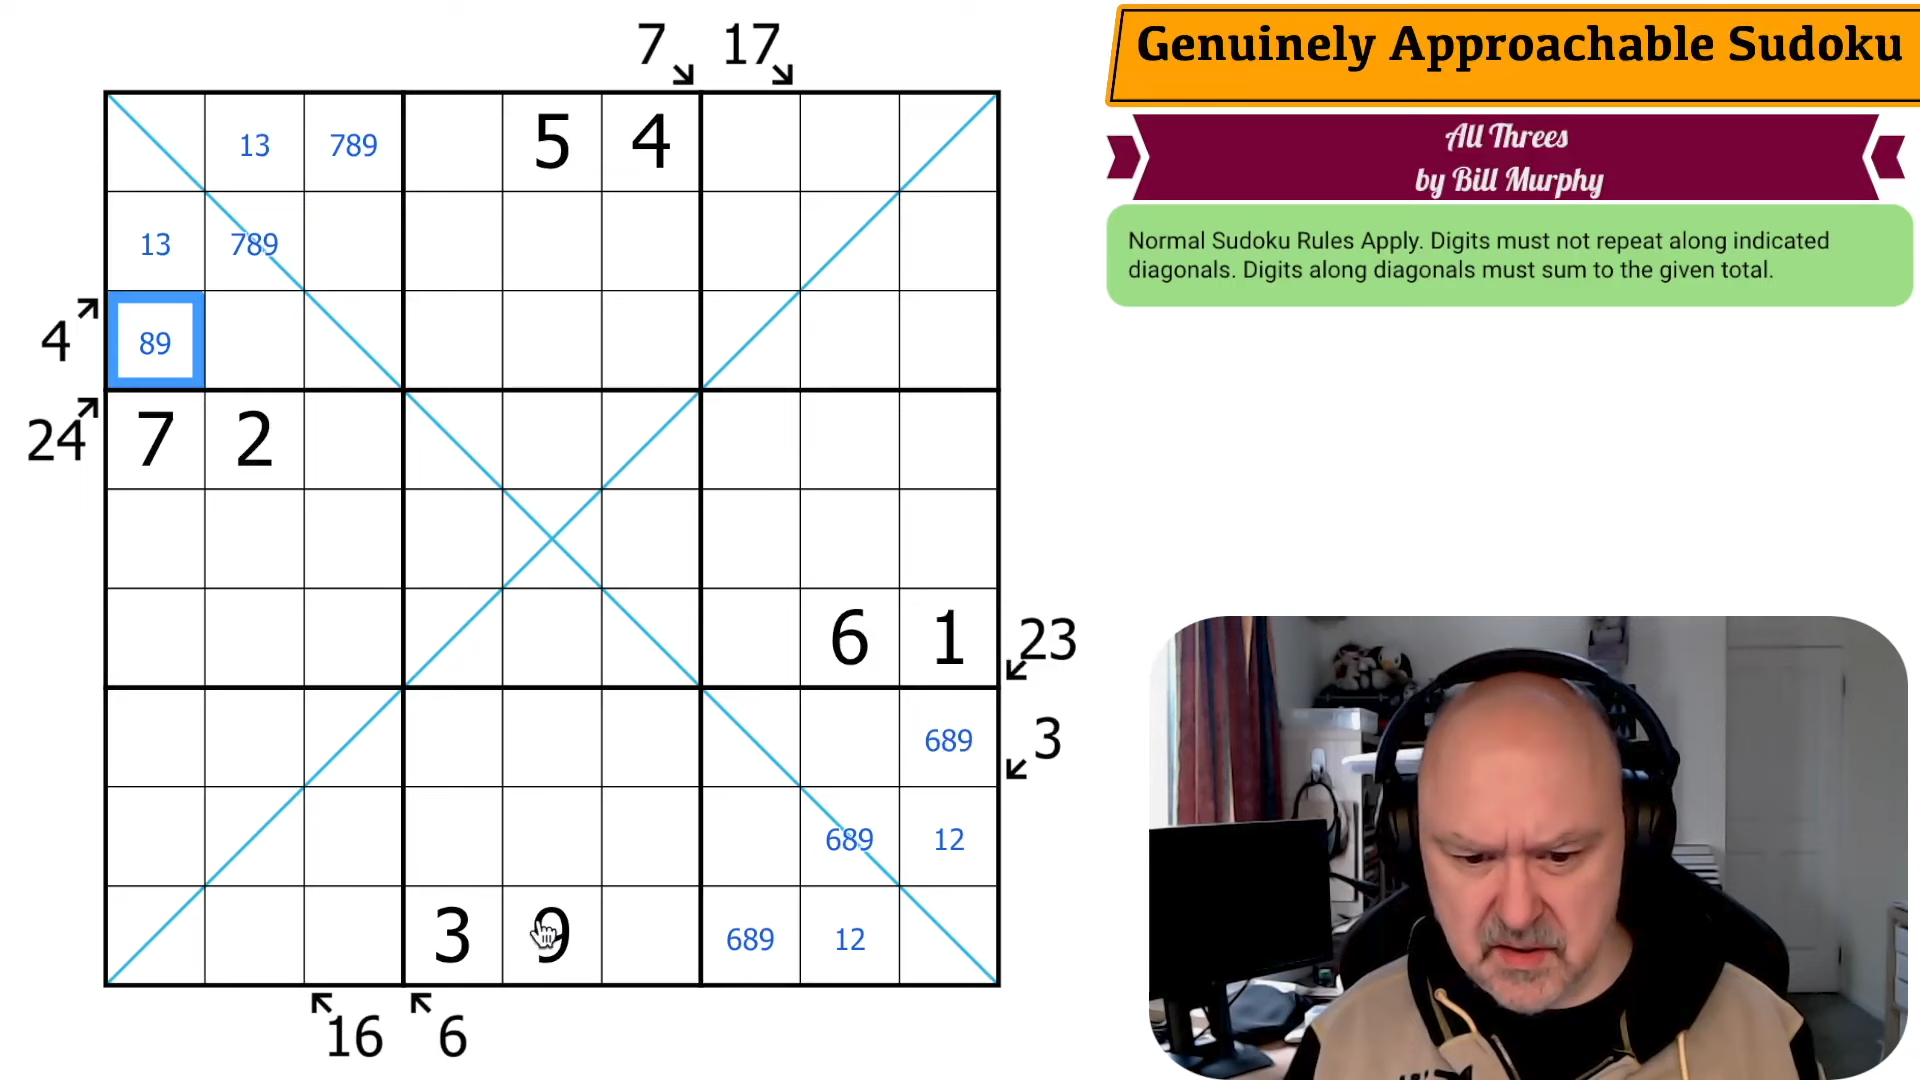 7 17
Genuinely Approachable Sudoku
All Threes
by Bill Murphy
Normal Sudoku Rules Apply. Digits must not repeat along indicated
diagonals. Digits along diagonals must sum to the given total.
13 789 5 4
13 789
4 89
24 7 2
6 1 23
689 3
689 12
3 9 689 12
16 6